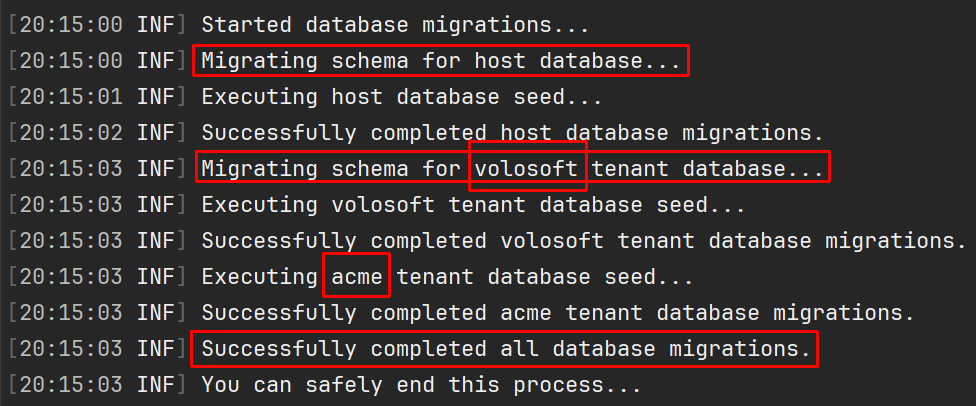 [20:15:00 INF] Started database migrations...
[20:15:00 INF] Migrating schema for host database...
[20:15:01 INF] Executing host database seed...
[20:15:02 INF] Successfully completed host database migrations.
[20:15:03 INF] Migrating schema for volosoft tenant database...
[20:15:03 INF] Executing volosoft tenant database seed...
[20:15:03 INF] Successfully completed volosoft tenant database migrations.
[20:15:03 INF] Executing acme tenant database seed...
[20:15:03 INF] Successfully completed acme tenant database migrations.
[20:15:03 INF] Successfully completed all database migrations.
[20:15:03 INF] You can safely end this process...